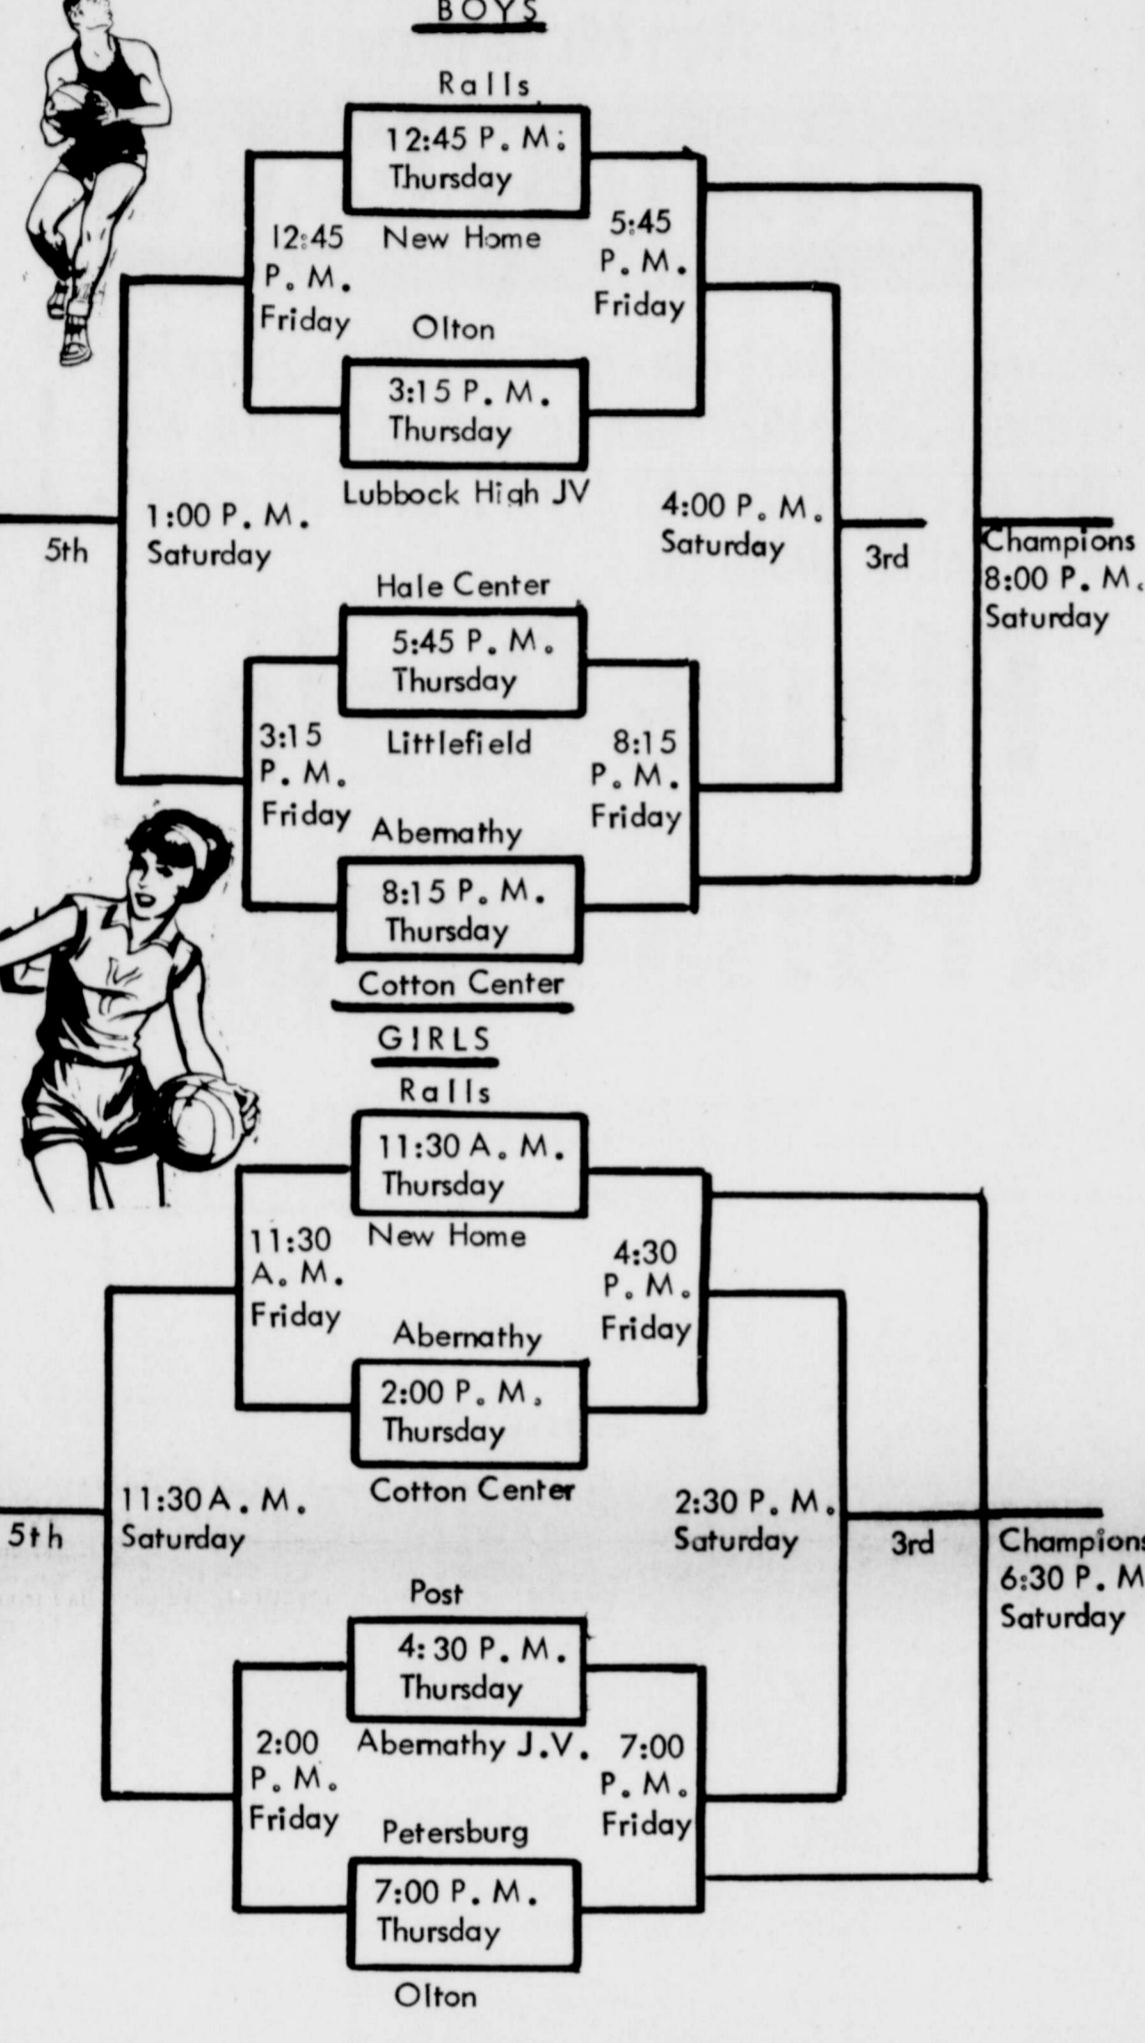 BOYS
Ralls
12:45 P. M.
Thursday
New Home
12:45
P. M.
Friday
5:45
P. M.
Friday
Olton
3:15 P. M.
Thursday
Lubbock High JV
1:00 P. M.
Saturday
5th
4:00 P. M.
Saturday
3rd
Champions
8:00 P. M.
Saturday
Hale Center
5:45 P. M.
Thursday
Littlefield
3:15
P. M.
Friday
8:15
P. M.
Friday
Abernathy
8:15 P. M.
Thursday
Cotton Center
GIRLS
Ralls
11:30 A. M.
Thursday
New Home
11:30
A. M.
Friday
4:30
P. M.
Friday
Abernathy
2:00 P. M.
Thursday
Cotton Center
11:30 A. M.
Saturday
5th
2:30 P. M.
Saturday
3rd
Champions
6:30 P. M
Saturday
Post
4:30 P. M.
Thursday
Abernathy J.V.
2:00
P. M.
Friday
7:00
P. M.
Friday
Petersburg
7:00 P. M.
Thursday
Olton